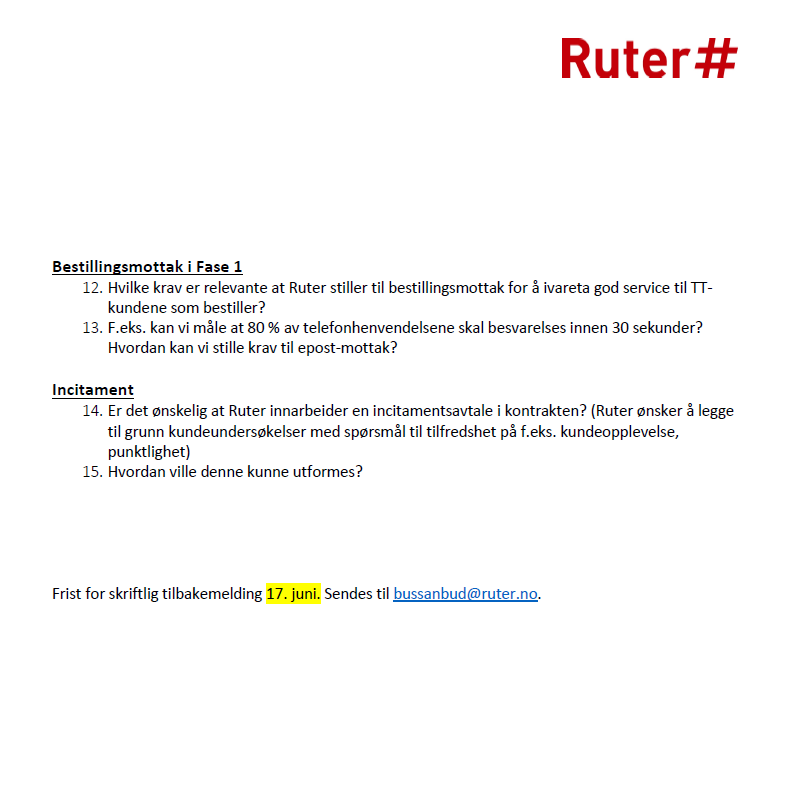 Ruter#
Bestillingsmottak i Fase 1
12. Hvilke krav er relevante at Ruter stiller til bestillingsmottak for å ivareta god service til TT-
kundene som bestiller?
13. F.eks. kan vi måle at 80 % av telefonhenvendelsene skal besvarelses innen 30 sekunder?
Hvordan kan vi stille krav til epost-mottak?
Incitament
14. Er det ønskelig at Ruter innarbeider en incitamentsavtale i kontrakten? (Ruter ønsker å legge
til grunn kundeundersøkelser med spørsmål til tilfredshet på f.eks. kundeopplevelse,
punktlighet)
15. Hvordan ville denne kunne utformes?
Frist for skriftlig tilbakemelding 17. juni. Sendes til bussanbud@ruter.no.